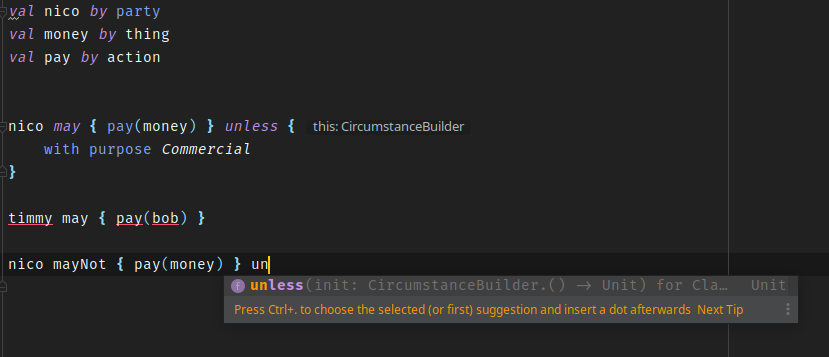 val nico by party
val money by thing
val pay by action
nico may { pay(money) } unless { this: CircumstanceBuilder
with purpose Commercial
}
timmy may { pay(bob) }
nico mayNot { pay(money) } un
f unless(init: CircumstanceBuilder.() → Unit) for Cla… Unit
Press Ctrl+. to choose the selected (or first) suggestion and insert a dot afterwards Next Tip